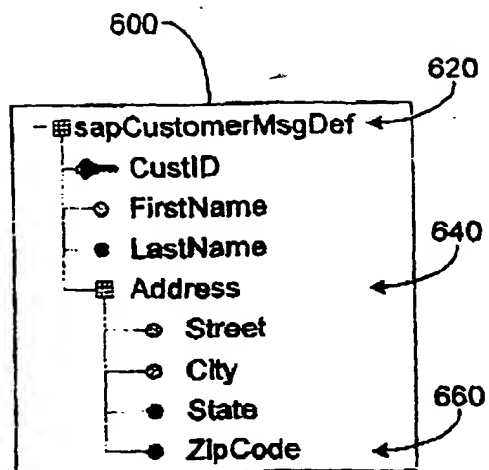 600
620
sapCustomerMsgDef
CustID
FirstName
LastName
640
Address
Street
City
State
660
ZipCode